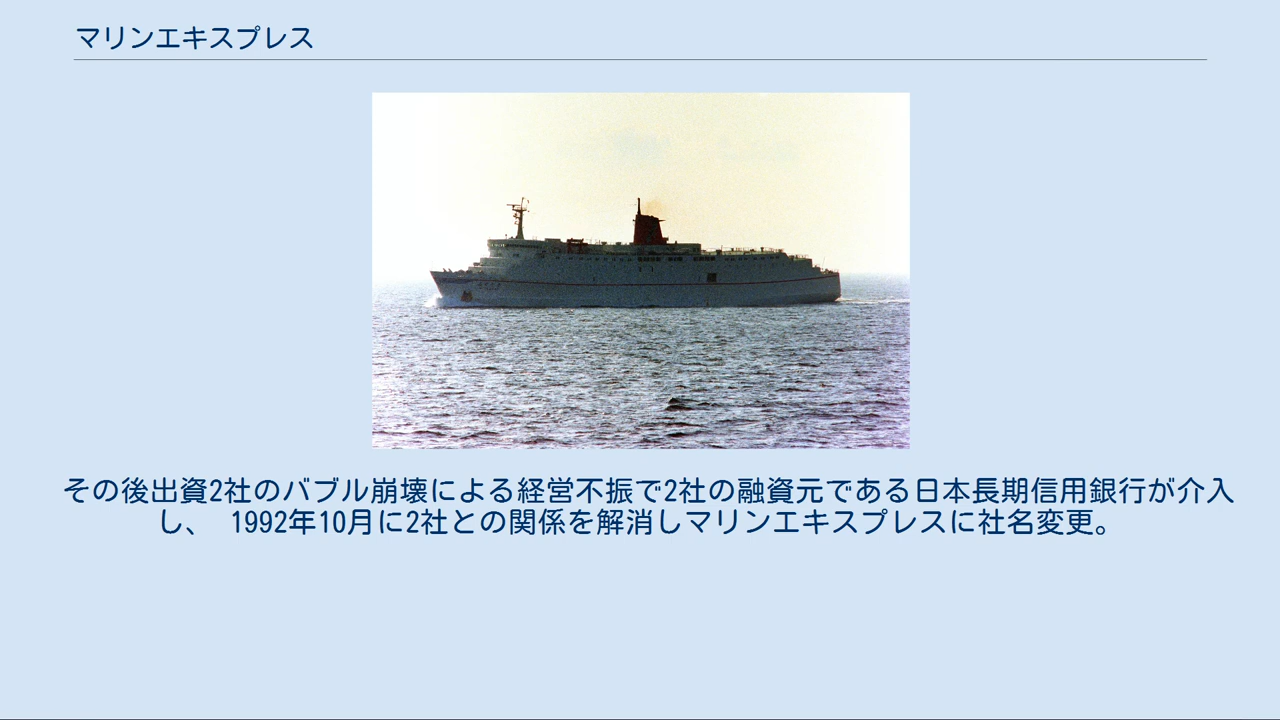 マリンエキスプレス
その後出資2社のバブル崩壊による経営不振で2社の融資元である日本長期信用銀行が介入
し、 1992年10月に2社との関係を解消しマリンエキスプレスに社名変更。